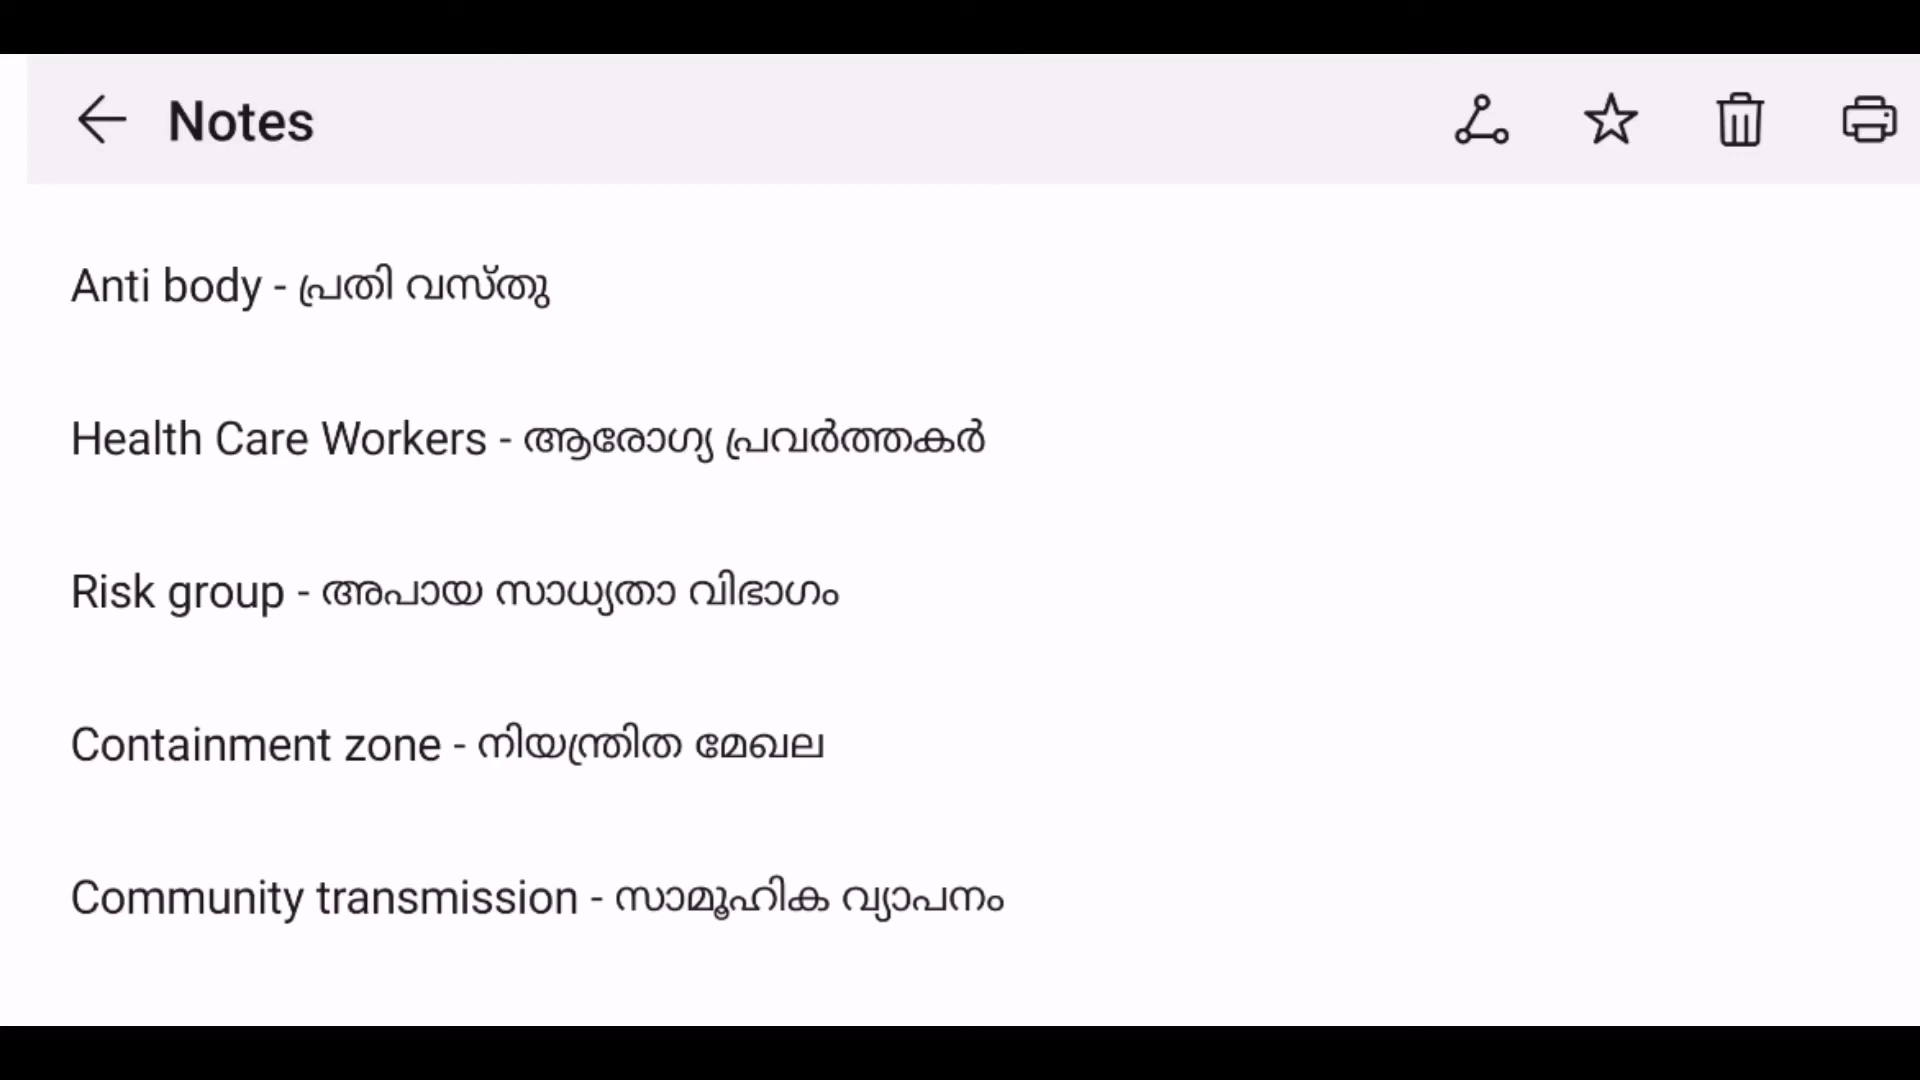 Notes
Anti body - പ്രതി വസ്തു
Health Care Workers - ആരോഗ്യ പ്രവർത്തകർ
Risk group - അപായ സാധ്യതാ വിഭാഗം
Containment zone - നിയന്ത്രിത മേഖല
Community transmission - സാമൂഹിക വ്യാപനം